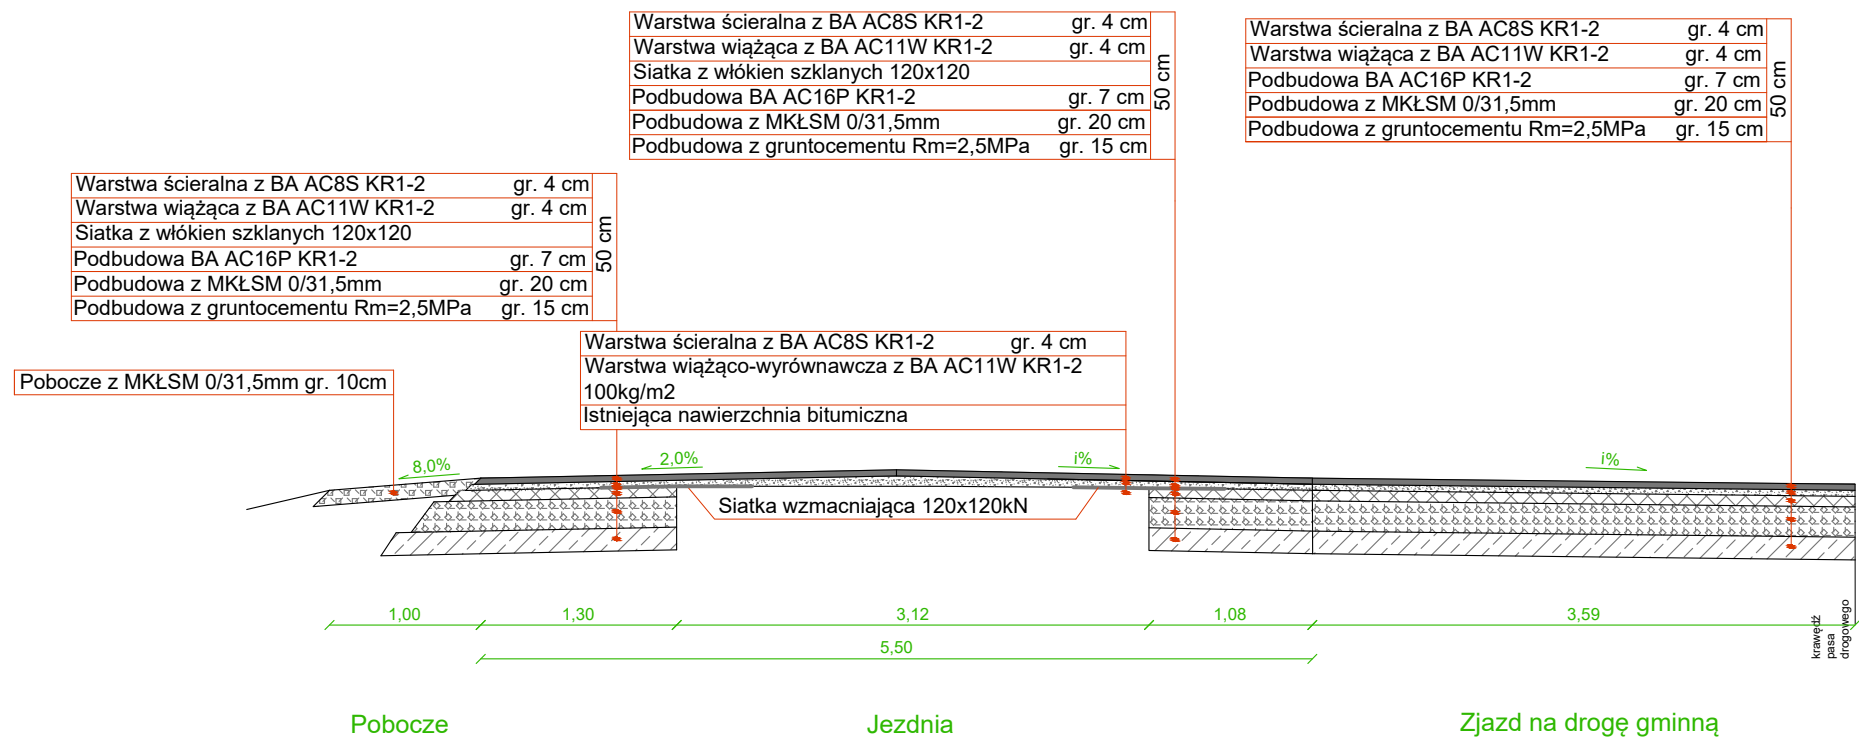 Warstwa ścieralna z BA AC8S KR1-2 gr. 4 cm
Warstwa wiążąca z BA AC11W KR1-2 gr. 4 cm
Siatka z włókien szklanych 120x120
Podbudowa BA AC16P KR1-2 gr. 7 cm
Podbudowa z MKŁSM 0/31,5mm gr. 20 cm
Podbudowa z gruntocementu Rm=2,5MPa gr. 15 cm
50 cm
Warstwa ścieralna z BA AC8S KR1-2 gr. 4 cm
Warstwa wiążąca z BA AC11W KR1-2 gr. 4 cm
Podbudowa BA AC16P KR1-2 gr. 7 cm
Podbudowa z MKŁSM 0/31,5mm gr. 20 cm
Podbudowa z gruntocementu Rm=2,5MPa gr. 15 cm
50 cm
Warstwa ścieralna z BA AC8S KR1-2 gr. 4 cm
Warstwa wiążąca z BA AC11W KR1-2 gr. 4 cm
Siatka z włókien szklanych 120x120
Podbudowa BA AC16P KR1-2 gr. 7 cm
Podbudowa z MKŁSM 0/31,5mm gr. 20 cm
Podbudowa z gruntocementu Rm=2,5MPa gr. 15 cm
50 cm
Warstwa ścieralna z BA AC8S KR1-2 gr. 4 cm
Warstwa wiążąco-wyrównawcza z BA AC11W KR1-2
100kg/m2
Istniejąca nawierzchnia bitumiczna
Pobocze z MKŁSM 0/31,5mm gr. 10cm
8,0%
2,0%
i%
i%
Siatka wzmacniająca 120x120kN
1,00
1,30
3,12
1,08
3,59
5,50
krawędź
pasa
drogowego
Pobocze
Jezdnia
Zjazd na drogę gminną